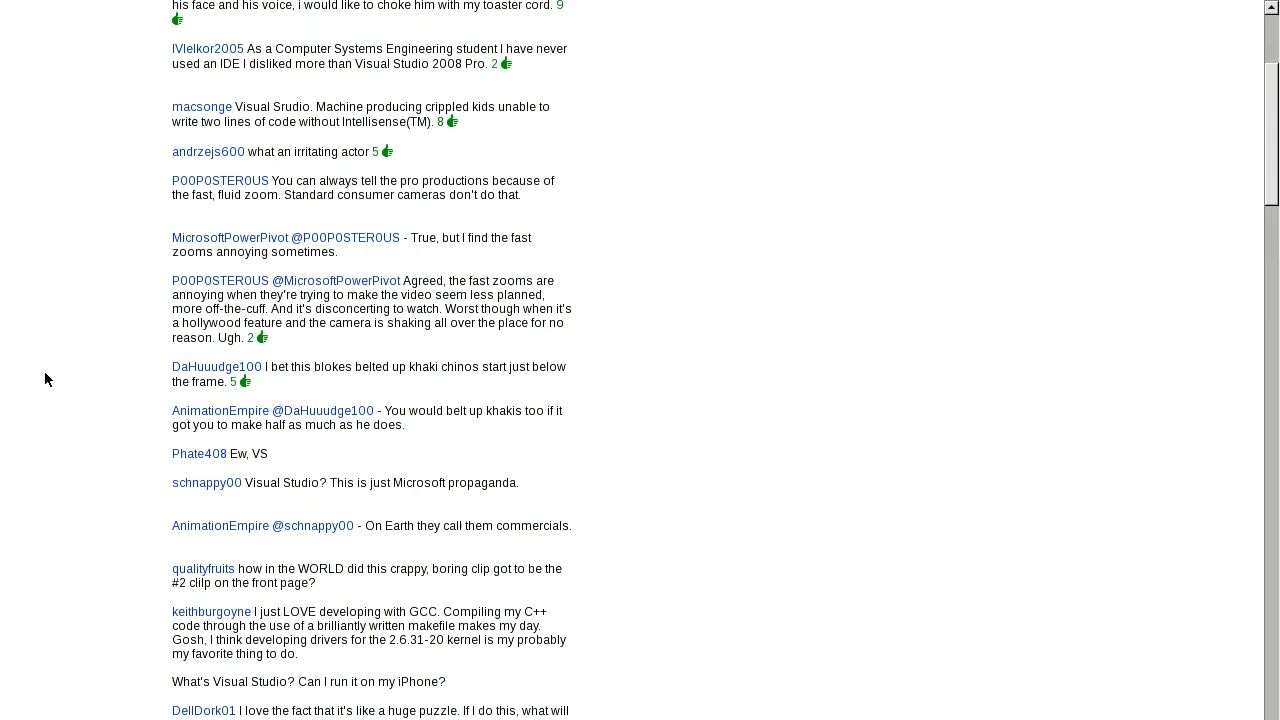 his face and his voice, i would like to choke him with my toaster cord. 9
IVIelkor2005 As a Computer Systems Engineering student I have never
used an IDE I disliked more than Visual Studio 2008 Pro. 2
macsonge Visual Srudio. Machine producing crippled kids unable to
write two lines of code without Intellisense(TM). 8
andrzejs600 what an irritating actor 5
P00P0STER0US You can always tell the pro productions because of
the fast, fluid zoom. Standard consumer cameras don't do that.
MicrosoftPowerPivot @P00P0STER0US - True, but I find the fast
zooms annoying sometimes.
P00P0STER0US @MicrosoftPowerPivot Agreed, the fast zooms are
annoying when they're trying to make the video seem less planned,
more off-the-cuff. And it's disconcerting to watch. Worst though when it's
a hollywood feature and the camera is shaking all over the place for no
reason. Ugh. 2
DaHuuudge100 I bet this blokes belted up khaki chinos start just below
the frame. 5
AnimationEmpire @DaHuuudge100 - You would belt up khakis too if it
got you to make half as much as he does.
Phate408 Ew, VS
schnappy00 Visual Studio? This is just Microsoft propaganda.
AnimationEmpire @schnappy00 - On Earth they call them commercials.
qualityfruits how in the WORLD did this crappy, boring clip got to be the
#2 clilp on the front page?
keithburgoyne I just LOVE developing with GCC. Compiling my C++
code through the use of a brilliantly written makefile makes my day.
Gosh, I think developing drivers for the 2.6.31-20 kernel is my probably
my favorite thing to do.
What's Visual Studio? Can I run it on my iPhone?
DellDork01 I love the fact that it's like a huge puzzle. If I do this, what will